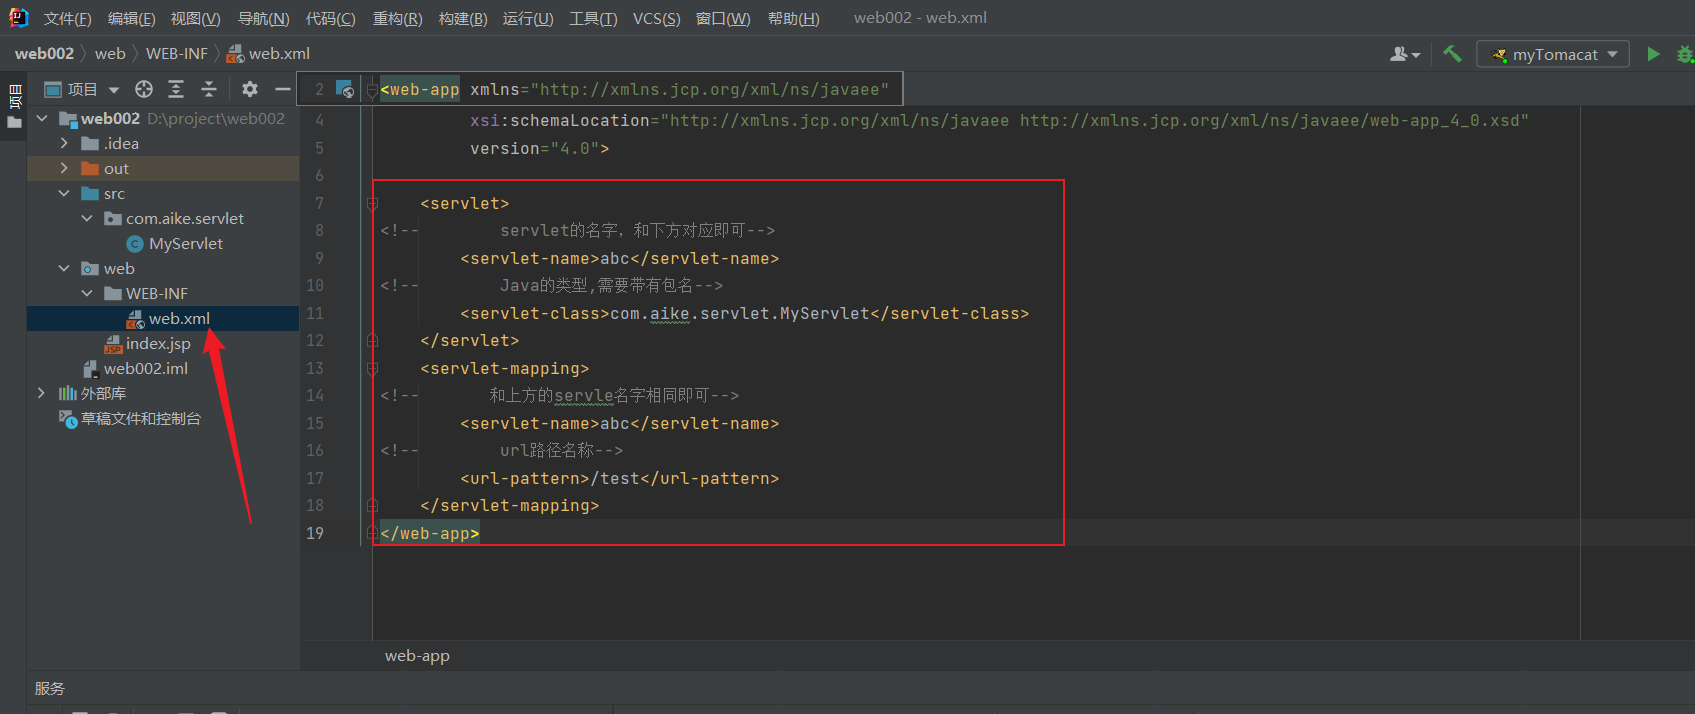 文件(F) 编辑(E) 视图(V) 导航(N) 代码(C) 重构(R) 构建(B) 运行(U) 工具(T) VCS(S) 窗口(W) 帮助(H) web002 - web.xml
web002 web WEB-INF web.xml myTomacat
项目
项目
web002 D:\project\web002
.idea
out
src
com.aike.servlet
MyServlet
web
WEB-INF
web.xml
index.jsp
web002.iml
外部库
草稿文件和控制台
2 <web-app xmlns="http://xmlns.jcp.org/xml/ns/javaee"
4 xsi:schemaLocation="http://xmlns.jcp.org/xml/ns/javaee http://xmlns.jcp.org/xml/ns/javaee/web-app_4_0.xsd"
5 version="4.0">
6
7 <servlet>
8 <!-- servlet的名字，和下方对应即可-->
9 <servlet-name>abc</servlet-name>
10 <!-- Java的类型,需要带有包名-->
11 <servlet-class>com.aike.servlet.MyServlet</servlet-class>
12 </servlet>
13 <servlet-mapping>
14 <!-- 和上方的servle名字相同即可-->
15 <servlet-name>abc</servlet-name>
16 <!-- url路径名称-->
17 <url-pattern>/test</url-pattern>
18 </servlet-mapping>
19 </web-app>
web-app
服务